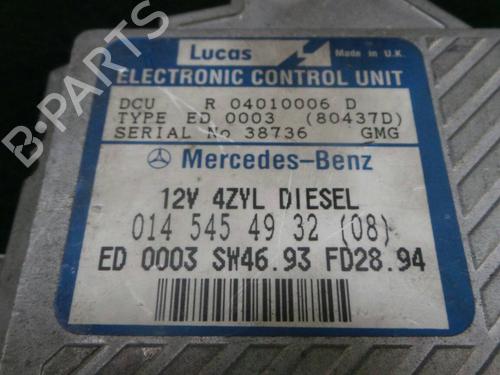 Lucas Made in U.K.
ELECTRONIC CONTROL UNIT
DCU R 04010006 D
TYPE ED 0003 (80437D)
SERIAL No 38736 GMG
Mercedes-Benz
12V 4ZYL DIESEL
014 545 49 32 (08)
ED 0003 SW46.93 FD28.94
B-PARTS